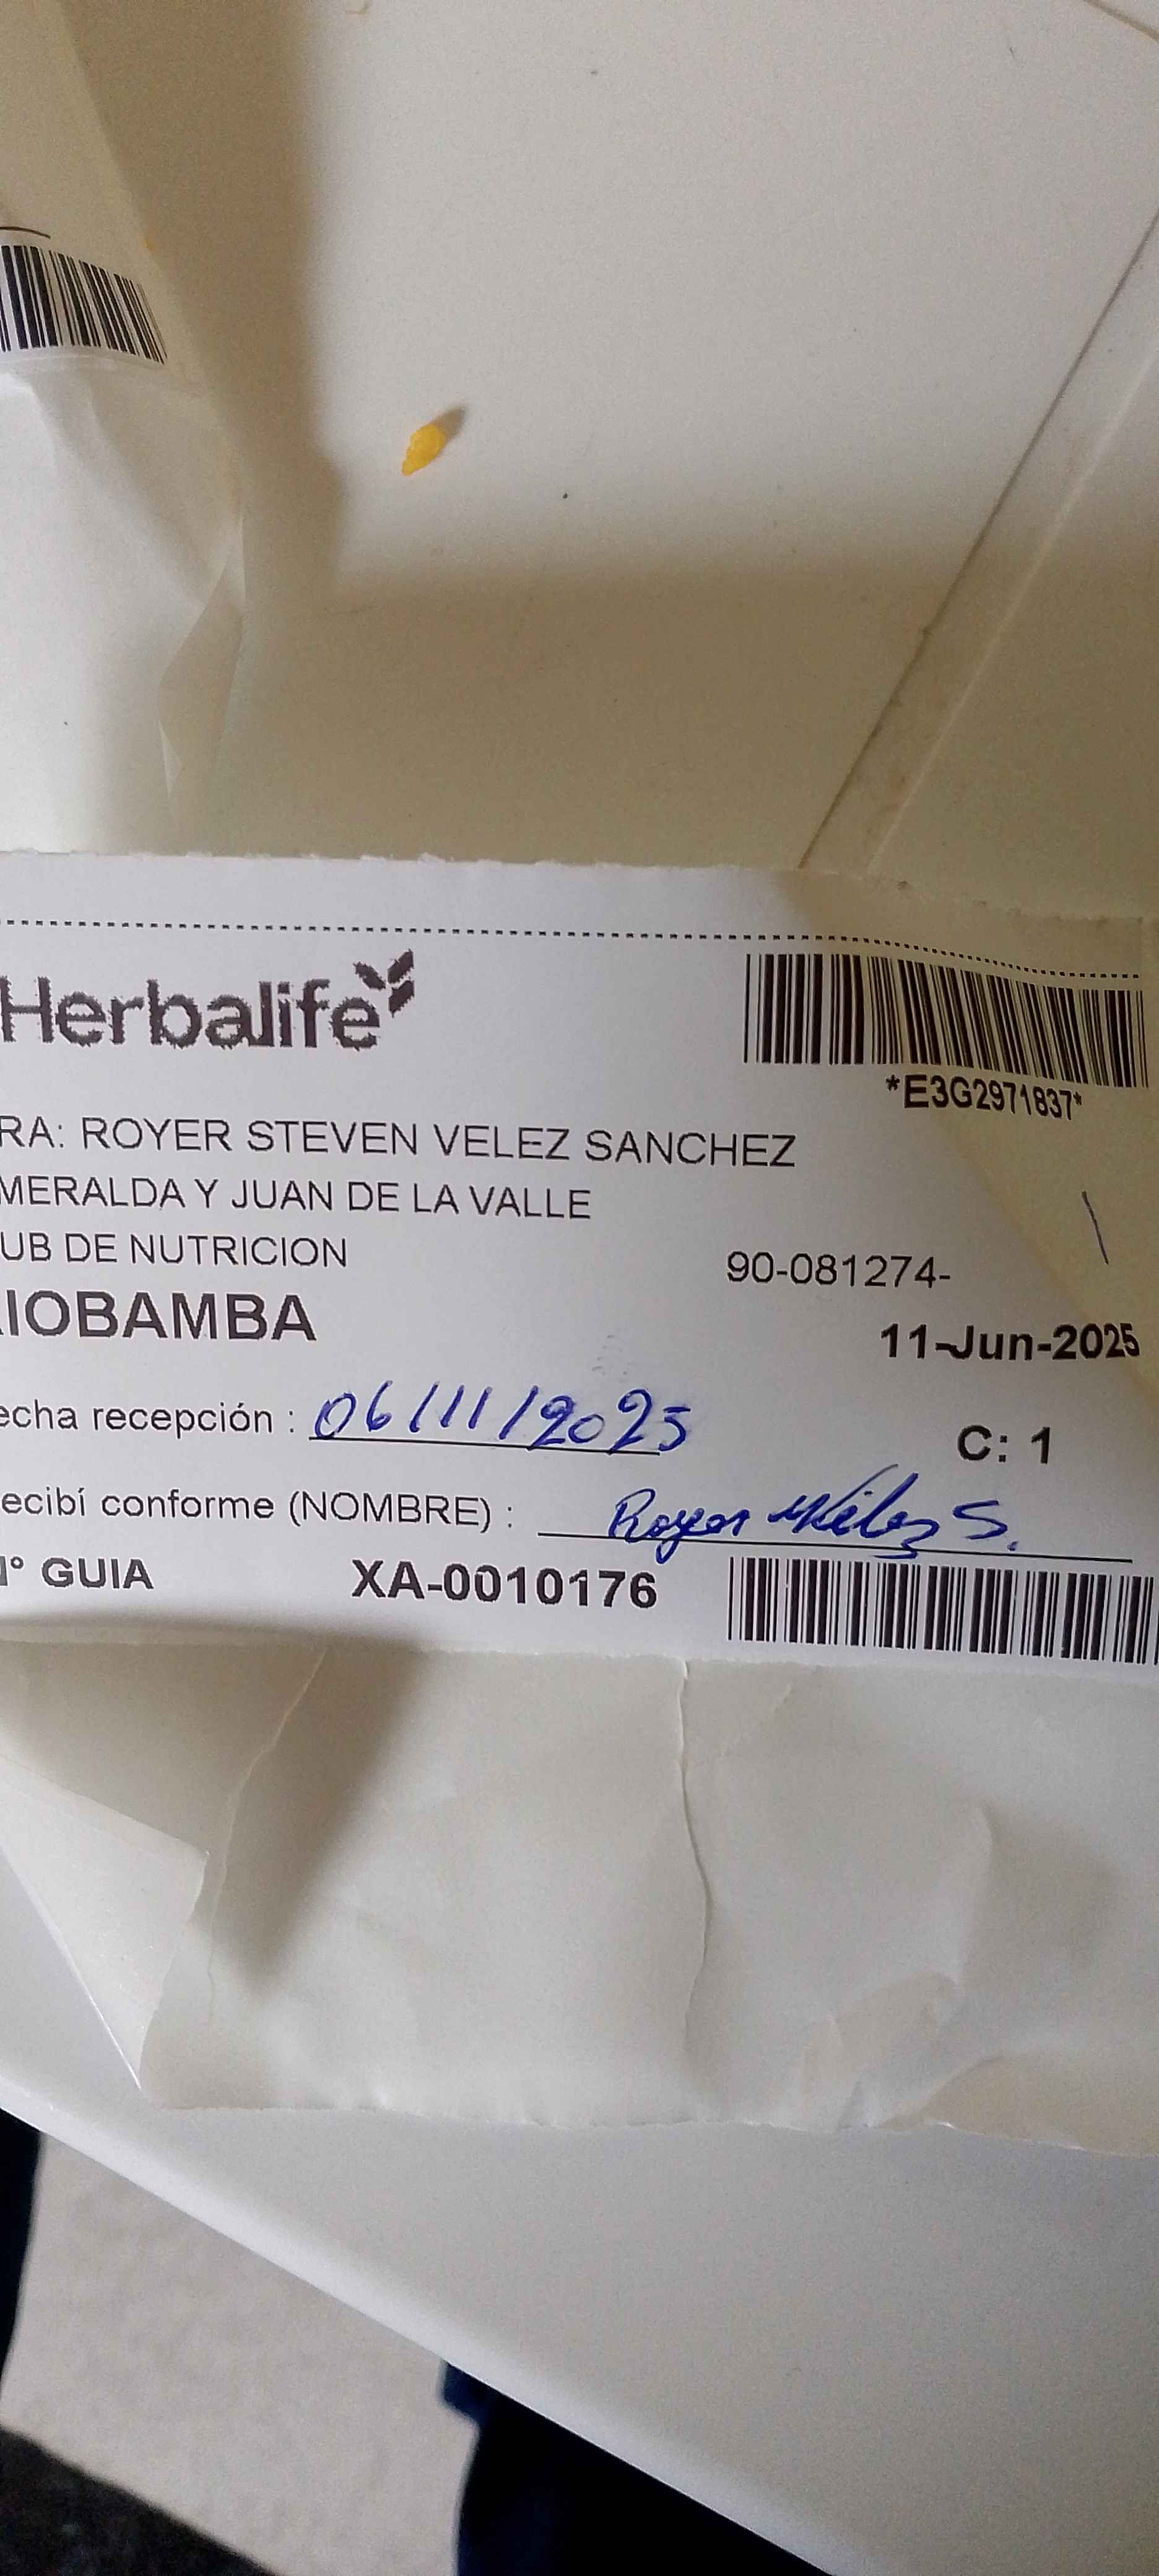 Herbalife
*E3G2971837*
RA: ROYER STEVEN VELEZ SANCHEZ
MERALDA Y JUAN DE LA VALLE
UB DE NUTRICION 90-081274-
IOBAMBA
11-Jun-2025
echa recepción : 06/11/2025
C: 1
ecibí conforme (NOMBRE) : Royer Vélez S.
N° GUIA XA-0010176